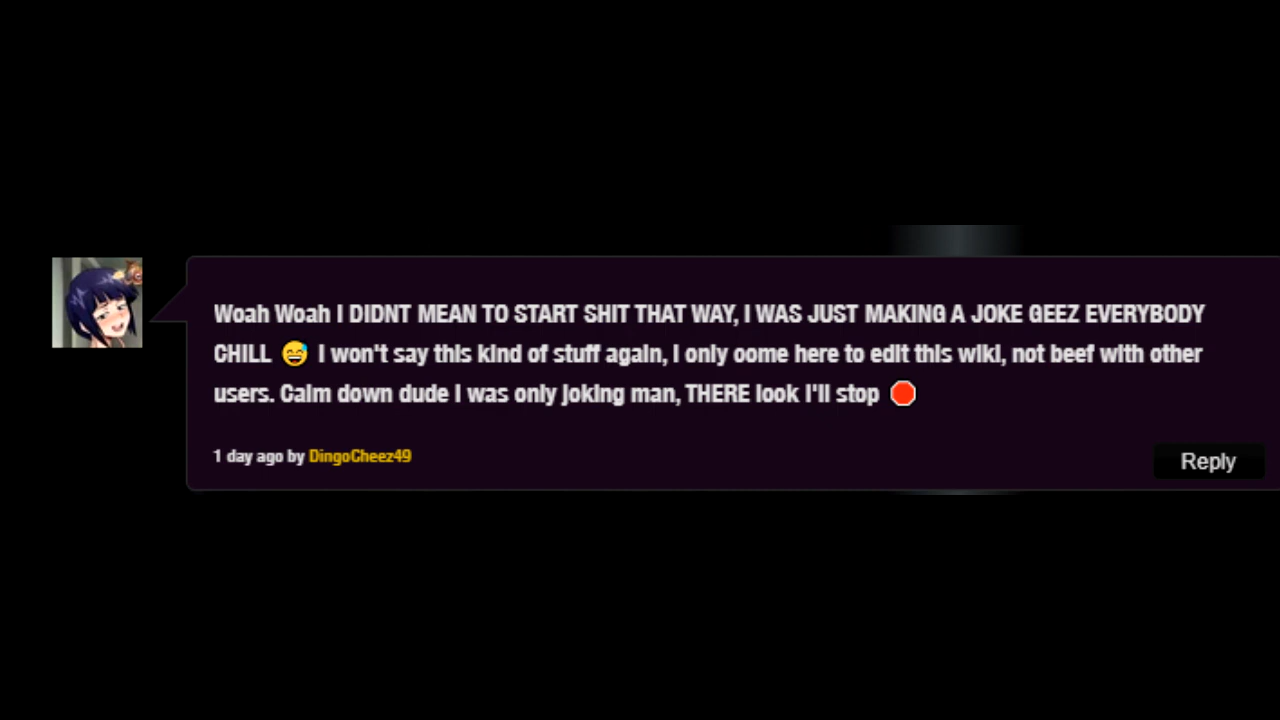 Woah Woah I DIDNT MEAN TO START SHIT THAT WAY, I WAS JUST MAKING A JOKE GEEZ EVERYBODY
CHILL 😅 I won't say this kind of stuff again, I only oome here to edit this wiki, not beef with other
users. Calm down dude I was only joking man, THERE look I'll stop 🛑
1 day ago by DingoCheez49
Reply